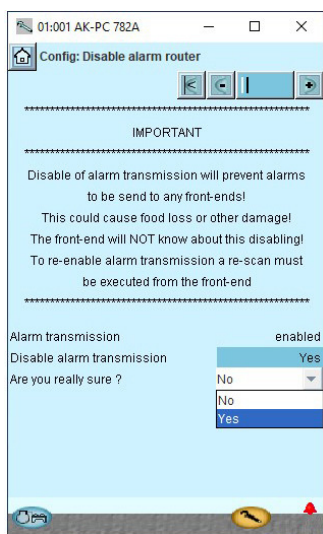 01:001 AK-PC 782A
Config: Disable alarm router
************************************************************
IMPORTANT
************************************************************
Disable of alarm transmission will prevent alarms
to be send to any front-ends!
This could cause food loss or other damage!
The front-end will NOT know about this disabling!
To re-enable alarm transmission a re-scan must
be executed from the front-end
************************************************************
Alarm transmission enabled
Disable alarm transmission Yes
Are you really sure ? No
No
Yes